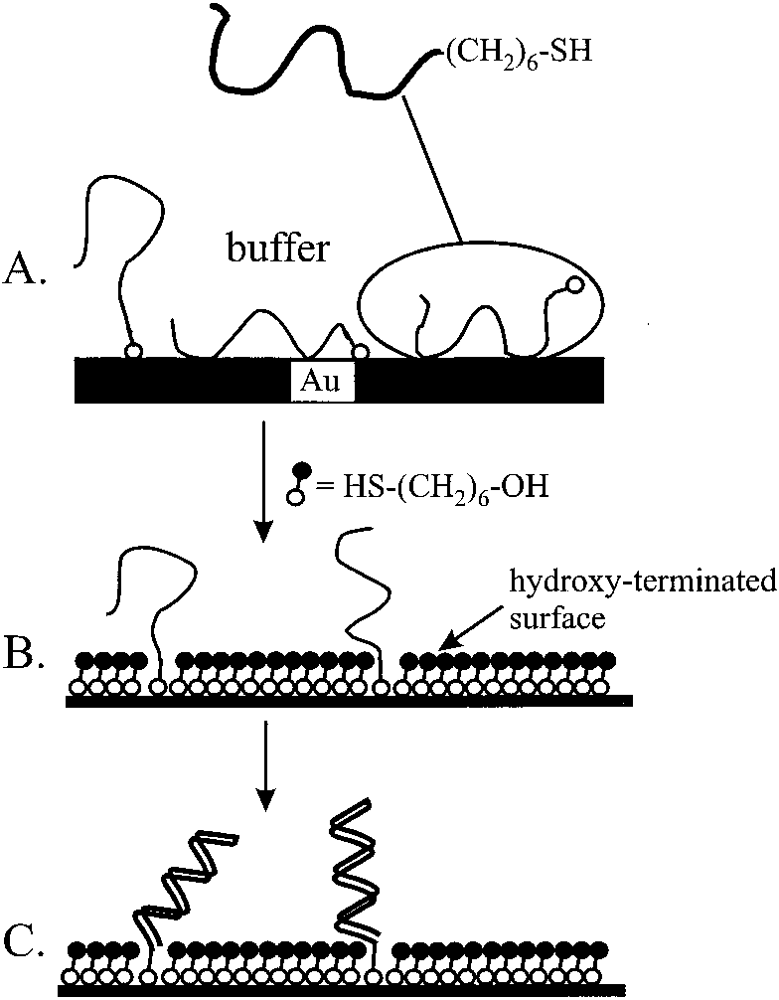 (CH2)6-SH
buffer
A.
Au
= HS-(CH2)6-OH
hydroxy-terminated
surface
B.
C.